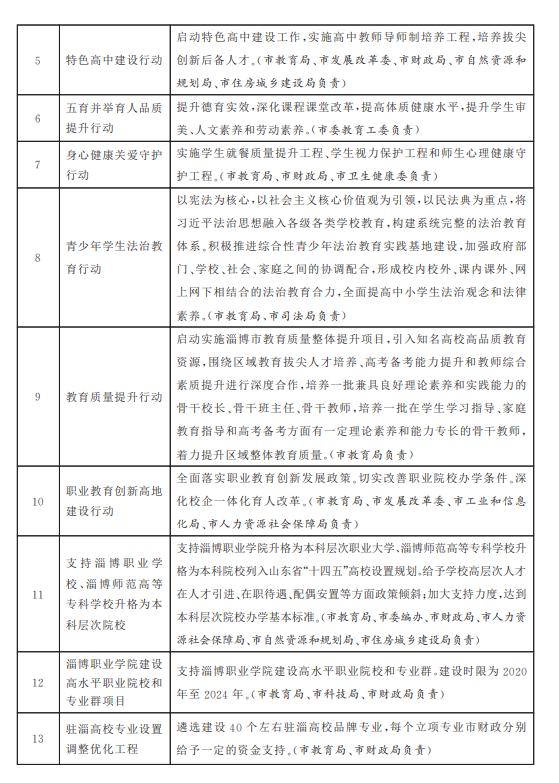 5
特色高中建设行动
启动特色高中建设工作,实施高中教师导师制培养工程,培养拔尖
创新后备人才。(市教育局、市发展改革委、市财政局、市自然资源和
规划局、市住房城乡建设局负责)
6
五育并举育人品质
提升行动
提升德育实效,深化课程课堂改革,提高体质健康水平,提升学生审
美、人文素养和劳动素养。(市委教育工委负责)
7
身心健康关爱守护
行动
实施学生就餐质量提升工程、学生视力保护工程和师生心理健康守
护工程。(市教育局、市财政局、市卫生健康委负责)
8
青少年学生法治教
育行动
以宪法为核心,以社会主义核心价值观为引领,以民法典为重点,将
习近平法治思想融入各级各类学校教育,构建系统完整的法治教育
体系。积极推进综合性青少年法治教育实践基地建设,加强政府部
门、学校、社会、家庭之间的协调配合,形成校内校外、课内课外、网
上网下相结合的法治教育合力,全面提高中小学生法治观念和法律
素养。(市教育局、市司法局负责)
9
教育质量提升行动
启动实施淄博市教育质量整体提升项目,引入知名高校高品质教育
资源,围绕区域教育拔尖人才培养、高考备考能力提升和教师综合
素质提升进行深度合作,培养一批兼具良好理论素养和实践能力的
骨干校长、骨干班主任、骨干教师,培养一批在学生学习指导、家庭
教育指导和高考备考方面有一定理论素养和能力专长的骨干教师,
着力提升区域整体教育质量。(市教育局负责)
10
职业教育创新高地
建设行动
全面落实职业教育创新发展政策。切实改善职业院校办学条件。深
化校企一体化育人改革。(市教育局、市发展改革委、市工业和信息
化局、市人力资源社会保障局负责)
11
支持淄博职业学
校、淄博师范高等
专科学校升格为本
科层次院校
支持淄博职业学院升格为本科层次职业大学,淄博师范高等专科学校升
格为本科院校列入山东省“十四五”高校设置规划。给予学校高层次人才
在人才引进、在职待遇、配偶安置等方面政策倾斜;加大支持力度,达到
本科层次院校办学基本标准。(市教育局、市委编办、市财政局、市人力资
源社会保障局、市自然资源和规划局、市住房城乡建设局负责)
12
淄博职业学院建设
高水平职业院校和
专业群项目
支持淄博职业学院建设高水平职业院校和专业群。建设时限为 2020
年至 2024 年。(市教育局、市科技局、市财政局负责)
13
驻淄高校专业设置
调整优化工程
遴选建设 40 个左右驻淄高校品牌专业,每个立项专业市财政分别
给予一定的资金支持。(市教育局、市财政局负责)